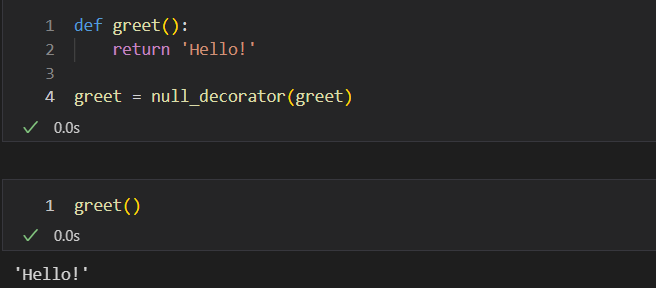 1 def greet():
2     return 'Hello!'
3
4 greet = null_decorator(greet)
0.0s
1 greet()
0.0s
'Hello!'